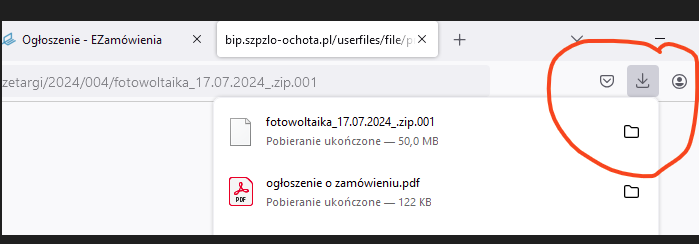 Ogłoszenie - EZamówienia
bip.szpzlo-ochota.pl/userfiles/file/p
zetargi/2024/004/fotowoltaika_17.07.2024_.zip.001
fotowoltaika_17.07.2024_.zip.001
Pobieranie ukończone — 50,0 MB
ogłoszenie o zamówieniu.pdf
PDF
Pobieranie ukończone — 122 KB